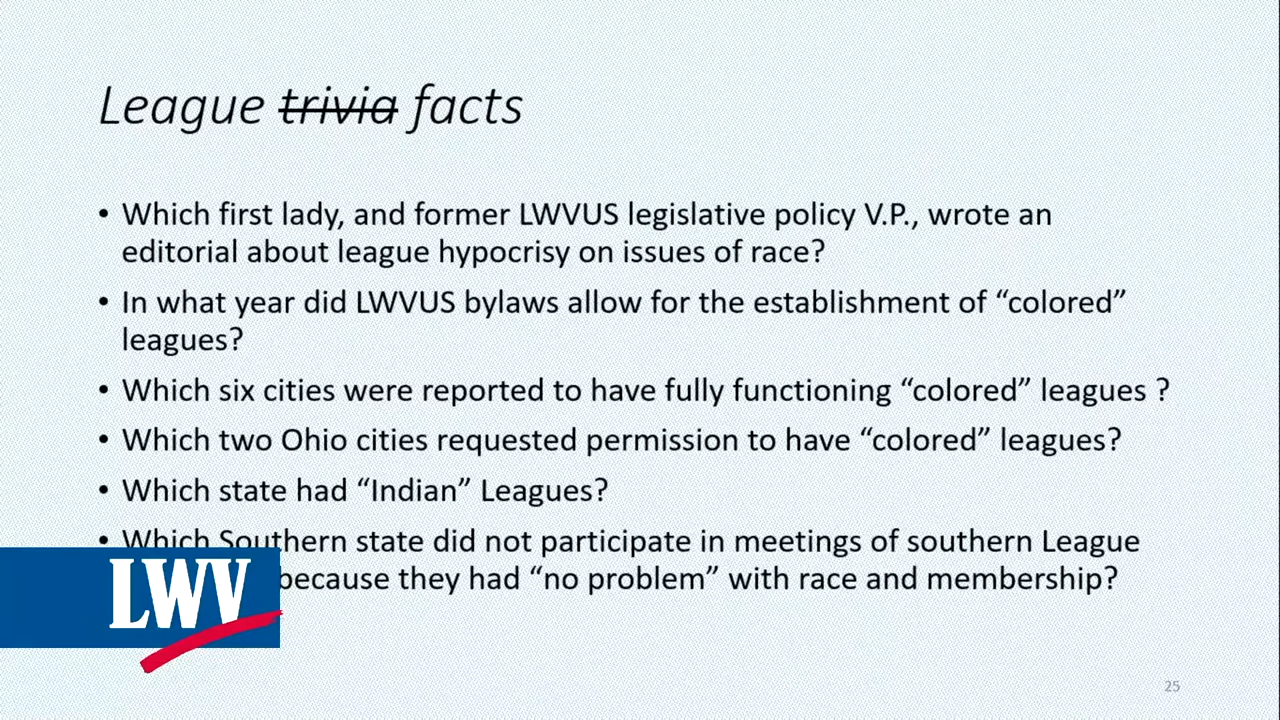 League trivia facts
• Which first lady, and former LWVUS legislative policy V.P., wrote an
editorial about league hypocrisy on issues of race?
• In what year did LWVUS bylaws allow for the establishment of “colored”
leagues?
• Which six cities were reported to have fully functioning “colored” leagues ?
• Which two Ohio cities requested permission to have “colored” leagues?
• Which state had “Indian” Leagues?
• Which Southern state did not participate in meetings of southern League
because they had “no problem” with race and membership?
LWV
25